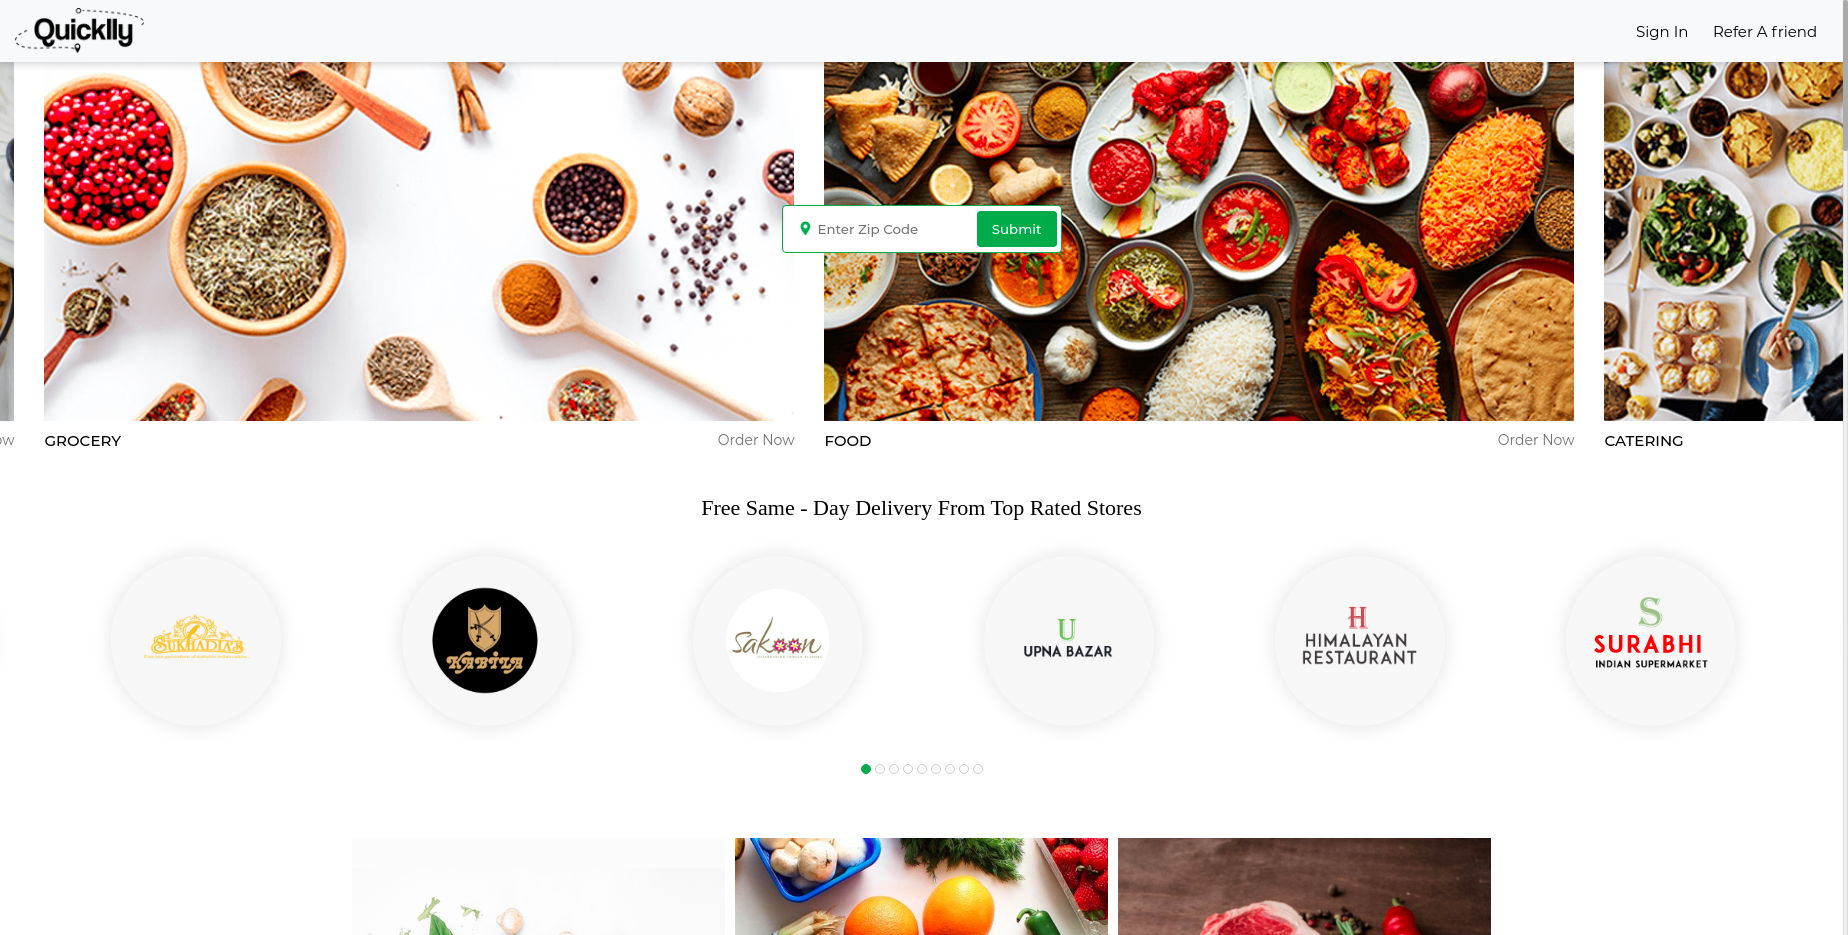 Quicklly
Sign In
Refer A friend
Enter Zip Code
Submit
ow
GROCERY
Order Now
FOOD
Order Now
CATERING
Free Same - Day Delivery From Top Rated Stores
SUKHADIA'S
KABILA
sakoon
U
UPNA BAZAR
H
HIMALAYAN
RESTAURANT
S
SURABHI
INDIAN SUPERMARKET